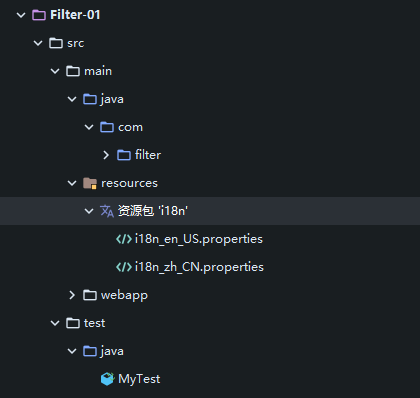 Filter-01
src
main
java
com
filter
resources
资源包 'i18n'
i18n_en_US.properties
i18n_zh_CN.properties
webapp
test
java
MyTest